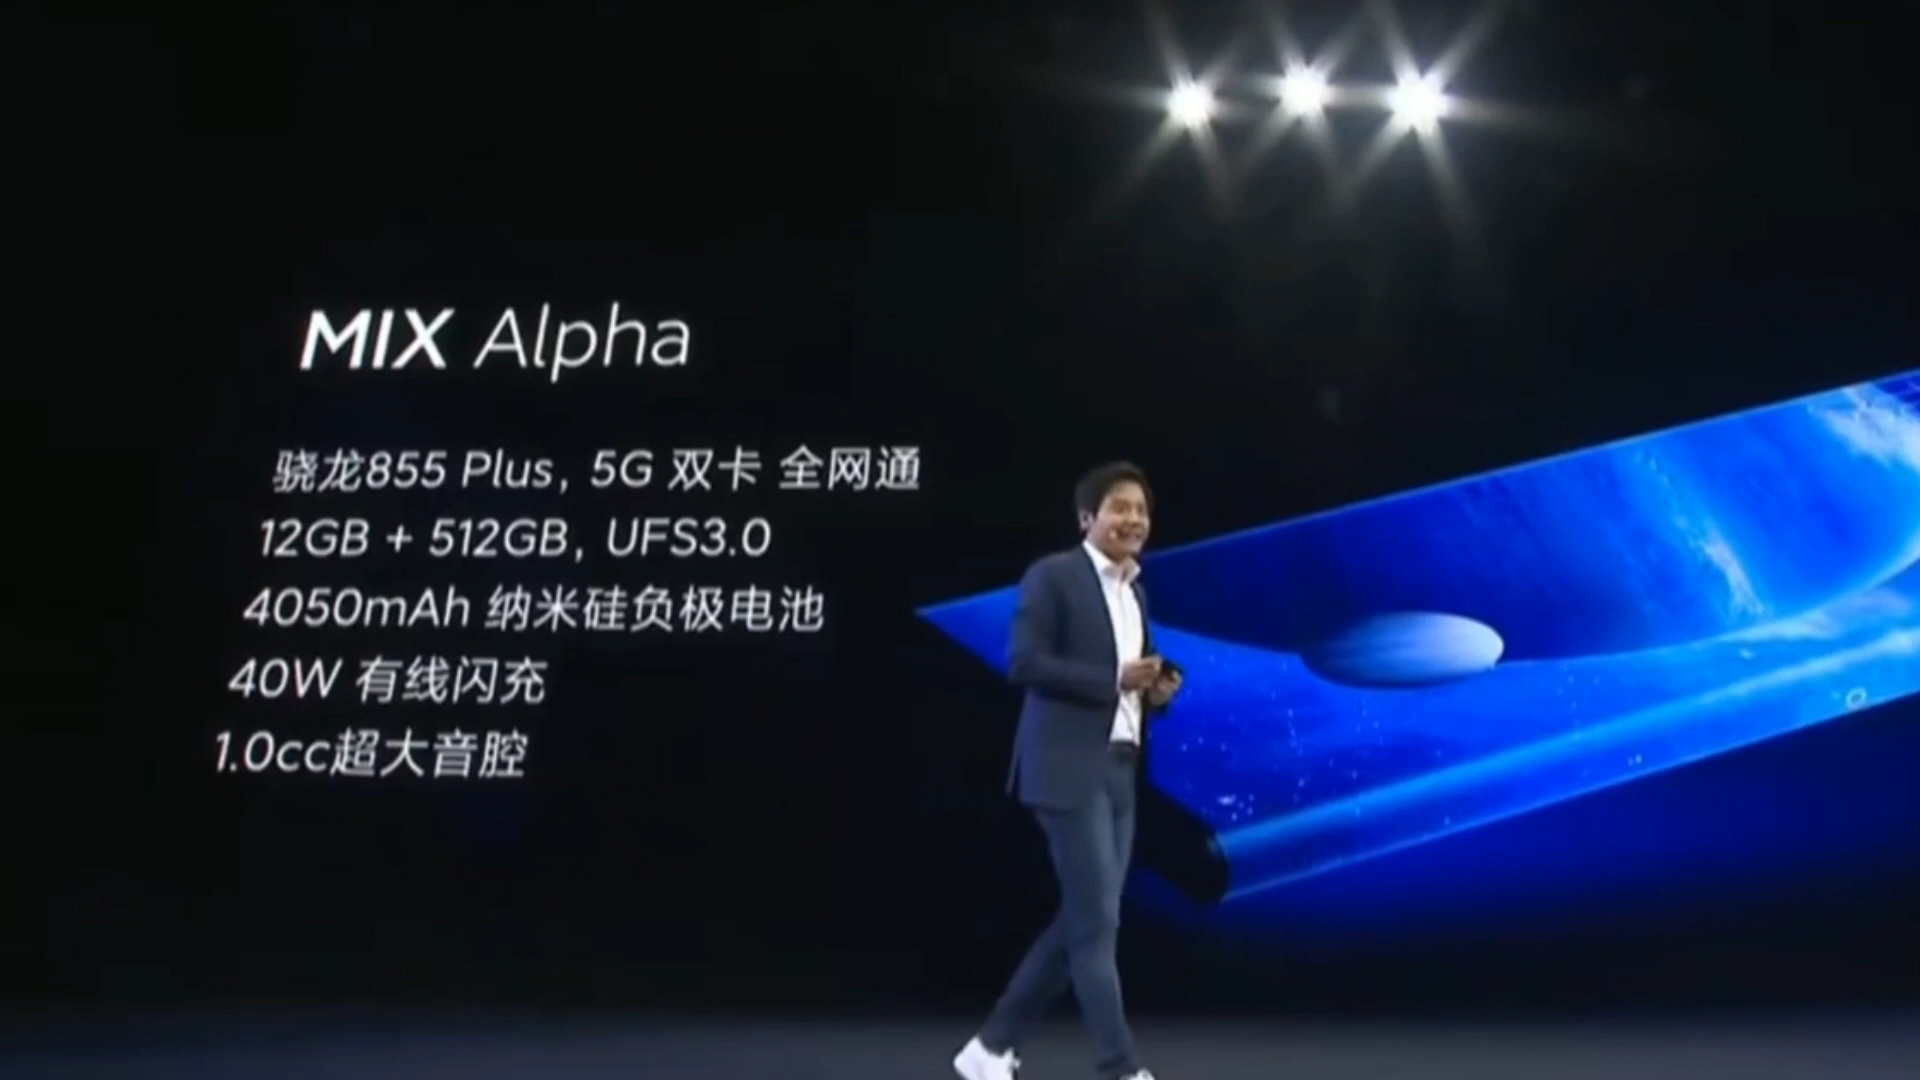 MIX Alpha
骁龙855 Plus, 5G 双卡 全网通
12GB + 512GB, UFS3.0
4050mAh 纳米硅负极电池
40W 有线闪充
1.0cc超大音腔